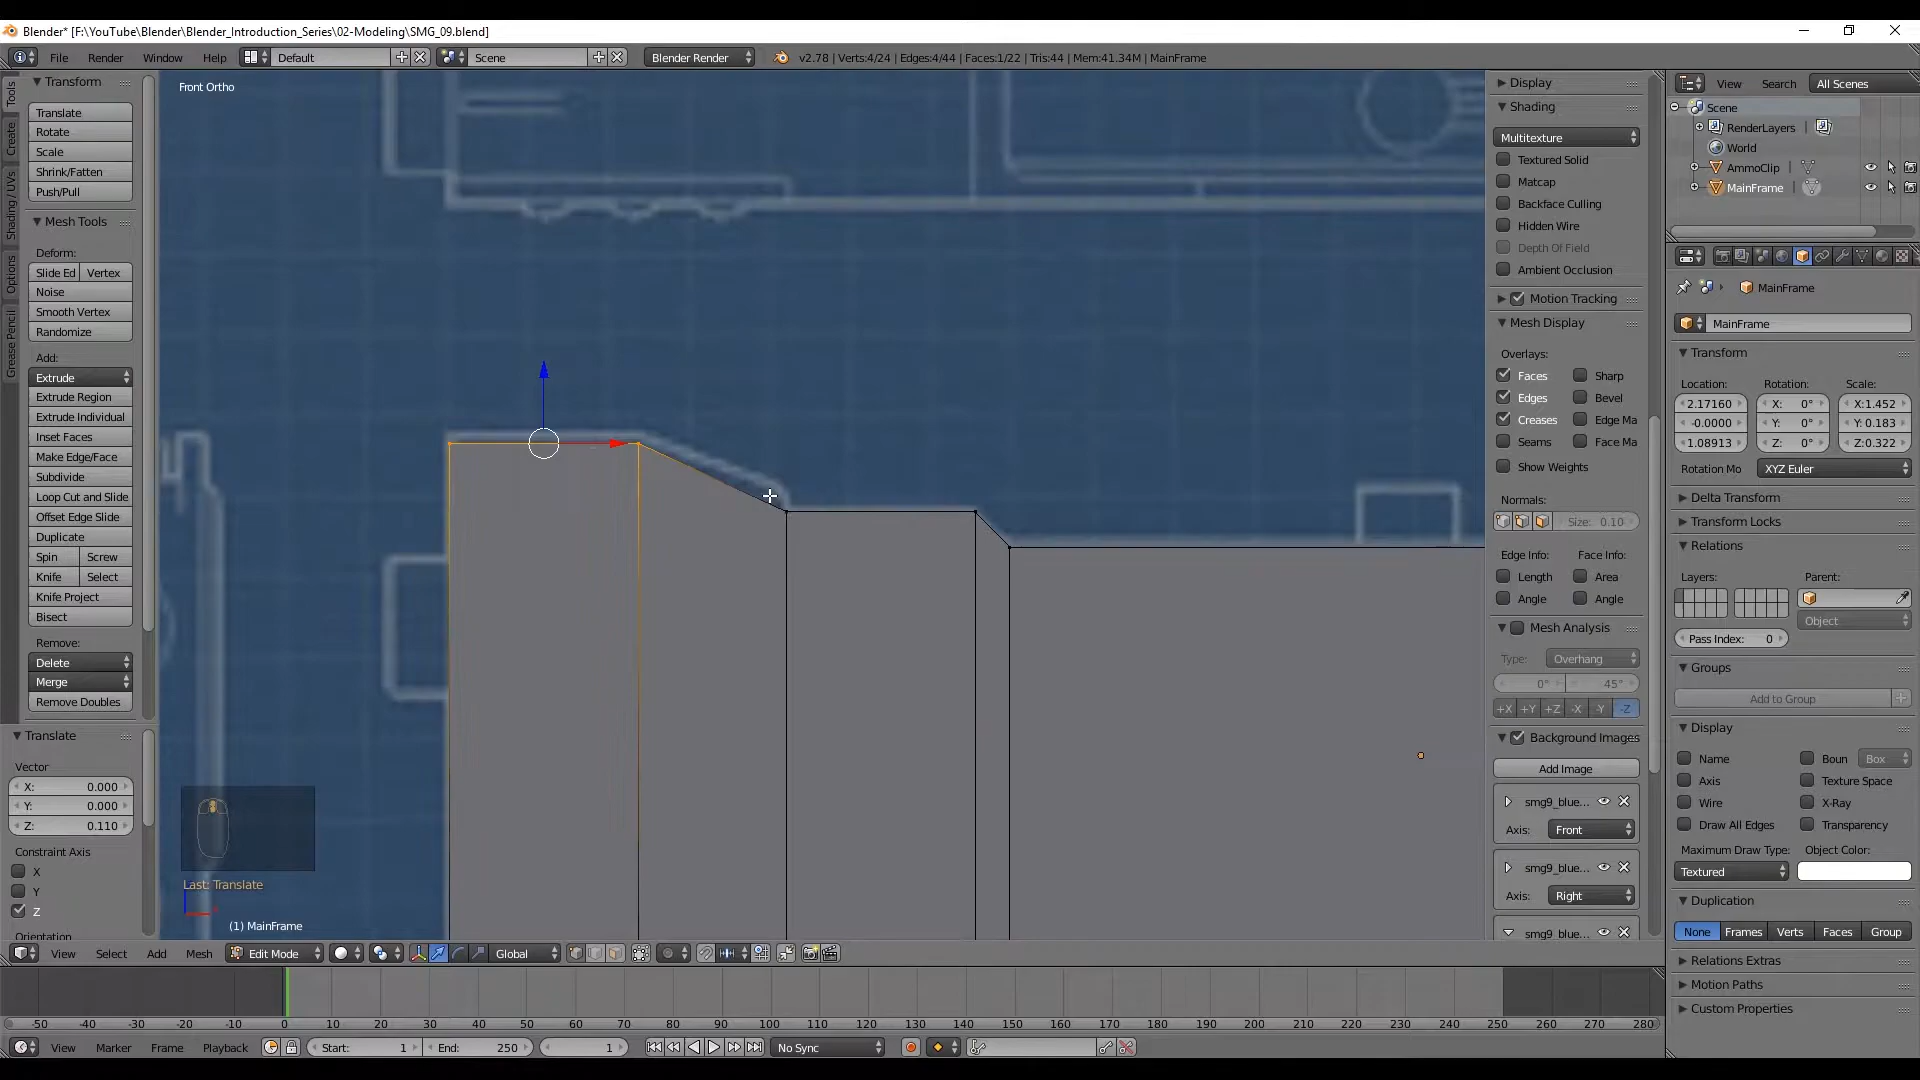 Blender* [F:\YouTube\Blender\Blender_Introduction_Series\02-Modeling\SMG_09.blend]
File Render Window Help Default Scene Blender Render v2.78 | Verts:4/24 | Edges:4/44 | Faces:1/22 | Tris:44 | Mem:41.34M | MainFrame
Tools
Create
Shading / UVs
Options
Grease Pencil
Transform
Translate
Rotate
Scale
Shrink/Fatten
Push/Pull
Mesh Tools
Deform:
Slide Ed Vertex
Noise
Smooth Vertex
Randomize
Add:
Extrude
Extrude Region
Extrude Individual
Inset Faces
Make Edge/Face
Subdivide
Loop Cut and Slide
Offset Edge Slide
Duplicate
Spin Screw
Knife Select
Knife Project
Bisect
Remove:
Delete
Merge
Remove Doubles
Translate
Vector
X: 0.000
Y: 0.000
Z: 0.110
Constraint Axis
X
Y
Z
Orientation
Front Ortho
Last: Translate
(1) MainFrame
Display
Shading
Multitexture
Textured Solid
Matcap
Backface Culling
Hidden Wire
Depth Of Field
Ambient Occlusion
Motion Tracking
Mesh Display
Overlays:
Faces Sharp
Edges Bevel
Creases Edge Ma
Seams Face Ma
Show Weights
Normals:
Size: 0.10
Edge Info: Face Info:
Length Area
Angle Angle
Mesh Analysis
Type: Overhang
0° 45°
+X +Y +Z -X -Y -Z
Background Images
Add Image
smg9_blue...
Axis: Front
smg9_blue...
Axis: Right
smg9_blue...
View Search All Scenes
Scene
RenderLayers
World
AmmoClip
MainFrame
MainFrame
MainFrame
Transform
Location: Rotation: Scale:
2.17160 X: 0° X:1.452
-0.0000 Y: 0° Y: 0.183
1.08913 Z: 0° Z:0.322
Rotation Mo XYZ Euler
Delta Transform
Transform Locks
Relations
Layers: Parent:
Object
Pass Index: 0
Groups
Add to Group
Display
Name Boun Box
Axis Texture Space
Wire X-Ray
Draw All Edges Transparency
Maximum Draw Type: Object Color:
Textured
Duplication
None Frames Verts Faces Group
Relations Extras
Motion Paths
Custom Properties
View Select Add Mesh Edit Mode Global
-50 -40 -30 -20 -10 0 10 20 30 40 50 60 70 80 90 100 110 120 130 140 150 160 170 180 190 200 210 220 230 240 250 260 270 280
View Marker Frame Playback Start: 1 End: 250 1 No Sync